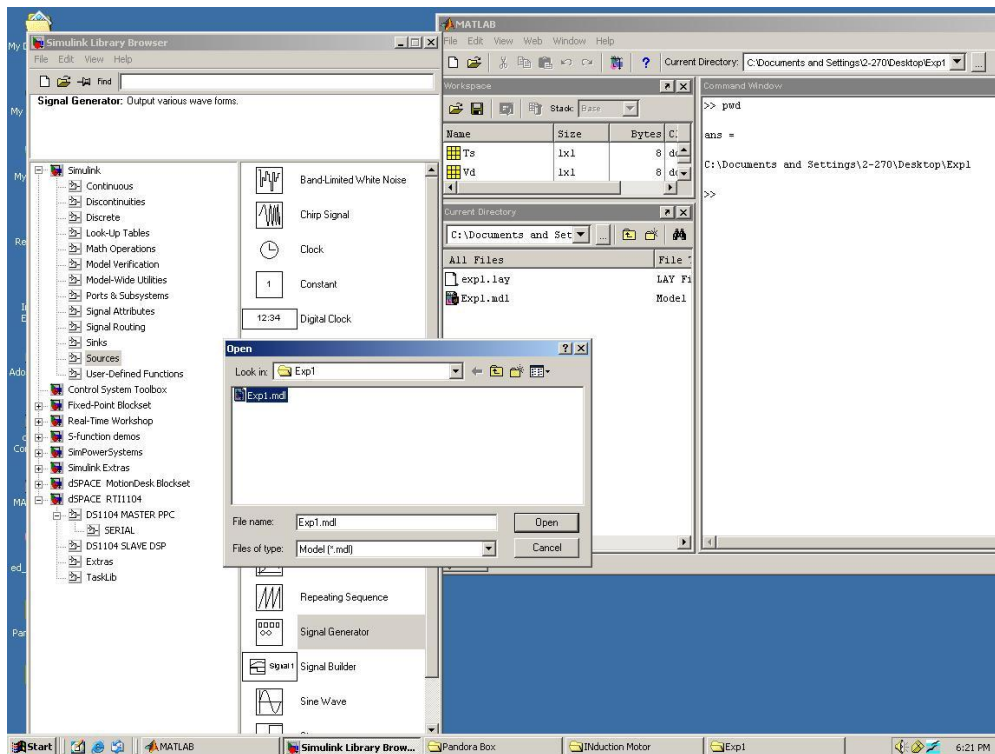 Simulink Library Browser
File Edit View Help
Find
Signal Generator: Output various wave forms.
Simulink
Continuous
Discontinuities
Discrete
Look-Up Tables
Math Operations
Model Verification
Model-Wide Utilities
Ports & Subsystems
Signal Attributes
Signal Routing
Sinks
Sources
User-Defined Functions
Control System Toolbox
Fixed-Point Blockset
Real-Time Workshop
S-function demos
SimPowerSystems
Simulink Extras
dSPACE MotionDesk Blockset
dSPACE RTI1104
DS1104 MASTER PPC
SERIAL
DS1104 SLAVE DSP
Extras
TaskLib
Band-Limited White Noise
Chirp Signal
Clock
1 Constant
12:34 Digital Clock
Repeating Sequence
Signal Generator
Signal 1 Signal Builder
Sine Wave
MATLAB
File Edit View Web Window Help
Current Directory: C:\Documents and Settings\2-270\Desktop\Exp1
Workspace
Stack: Base
Name Size Bytes C
Ts 1x1 8
Vd 1x1 8
Current Directory
C:\Documents and Set
All Files File
exp1.lay LAY Fi
Exp1.mdl Model
Command Window
>> pwd
ans =
C:\Documents and Settings\2-270\Desktop\Exp1
>>
Open
Look in: Exp1
Exp1.mdl
File name: Exp1.mdl Open
Files of type: Model (*.mdl) Cancel
Start MATLAB Simulink Library Brow... Pandora Box INduction Motor Exp1 6:21 PM